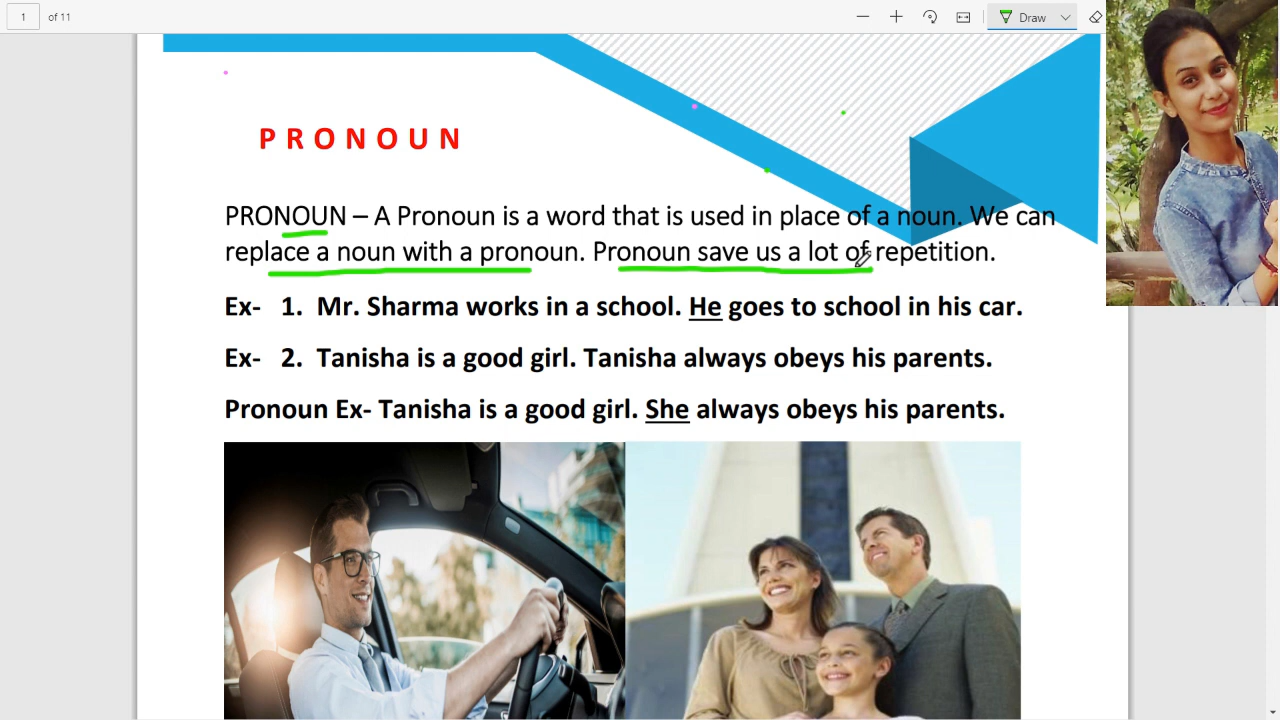 1 of 11
Draw
PRONOUN
PRONOUN – A Pronoun is a word that is used in place of a noun. We can
replace a noun with a pronoun. Pronoun save us a lot of repetition.
Ex- 1. Mr. Sharma works in a school. He goes to school in his car.
Ex- 2. Tanisha is a good girl. Tanisha always obeys his parents.
Pronoun Ex- Tanisha is a good girl. She always obeys his parents.